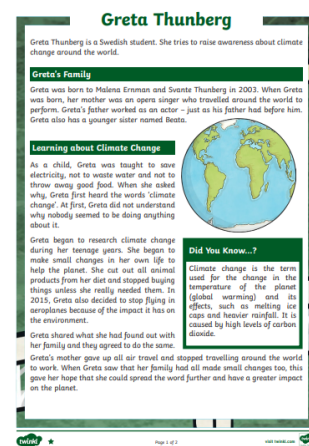 Greta Thunberg
Greta Thunberg is a Swedish student. She tries to raise awareness about climate
change around the world.
Greta's Family
Greta was born to Malena Ernman and Svante Thunberg in 2003. When Greta
was born, her mother was an opera singer who travelled around the world to
perform. Greta's father worked as an actor – just as his father had before him.
Greta also has a younger sister named Beata.
Learning about Climate Change
As a child, Greta was taught to save
electricity, not to waste water and not to
throw away good food. When she asked
why, Greta first heard the words 'climate
change'. At first, Greta did not understand
why nobody seemed to be doing anything
about it.
Greta began to research climate change
during her teenage years. She began to
make small changes in her own life to
help the planet. She cut out all animal
products from her diet and stopped buying
things unless she really needed them. In
2015, Greta also decided to stop flying in
aeroplanes because of the impact it has on
the environment.
Greta shared what she had found out with
her family and they agreed to do the same.
Did You Know...?
Climate change is the term
used for the change in the
temperature of the planet
(global warming) and its
effects, such as melting ice
caps and heavier rainfall. It is
caused by high levels of carbon
dioxide.
Greta's mother gave up all air travel and stopped travelling around the world
to work. When Greta saw that her family had all made small changes too, this
gave her hope that she could spread the word further and have a greater impact
on the planet.
twinkl
Page 1 of 2
visit twinkl.com